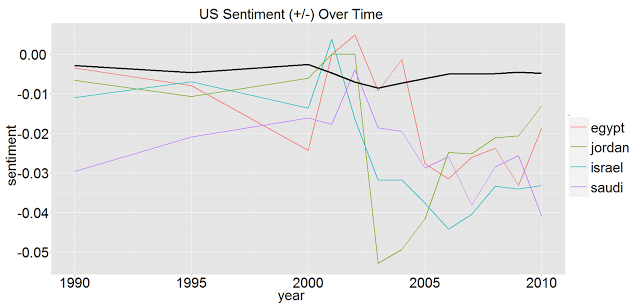 US Sentiment (+/-) Over Time
0.00
-0.01
-0.02
-0.03
-0.04
-0.05
sentiment
1990
1995
2000
2005
2010
year
egypt
jordan
israel
saudi